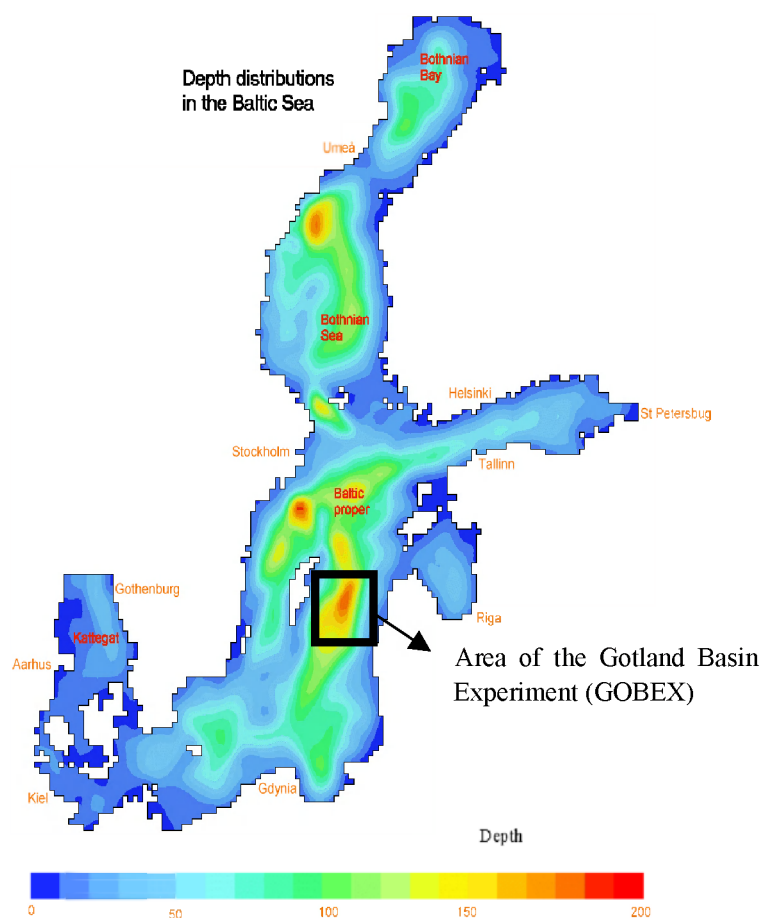 Bothnian
Bay
Depth distributions
in the Baltic Sea
Umeå
Bothnian
Sea
Helsinki
St Petersbug
Stockholm
Tallinn
Baltic
proper
Gothenburg
Riga
Kattegat
Aarhus
Area of the Gotland Basin
Experiment (GOBEX)
Gdynia
Kiel
Depth
0 50 100 150 200